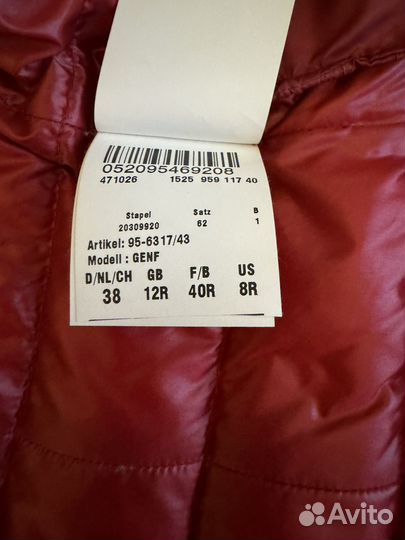 052095469208
471026 1525 959 117 40
Stapel Satz B
20309920 62 1
Artikel: 95-6317/43
Modell : GENF
D/NL/CH GB F/B US
38 12R 40R 8R
Avito